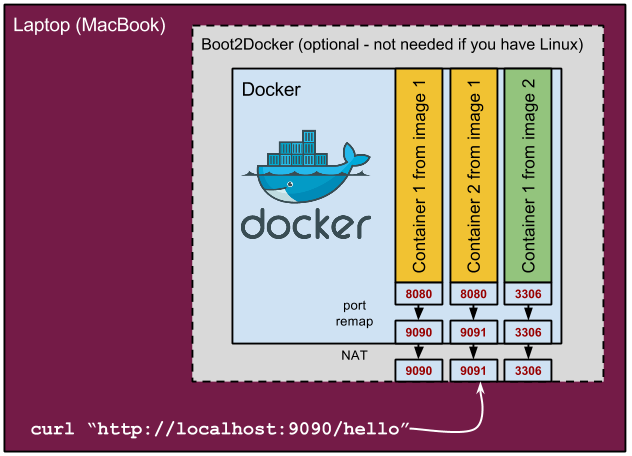 Laptop (MacBook)
Boot2Docker (optional - not needed if you have Linux)
Docker
docker
Container 1 from image 1
Container 2 from image 1
Container 1 from image 2
8080 8080 3306
port
remap
9090 9091 3306
NAT
9090 9091 3306
curl “http://localhost:9090/hello”